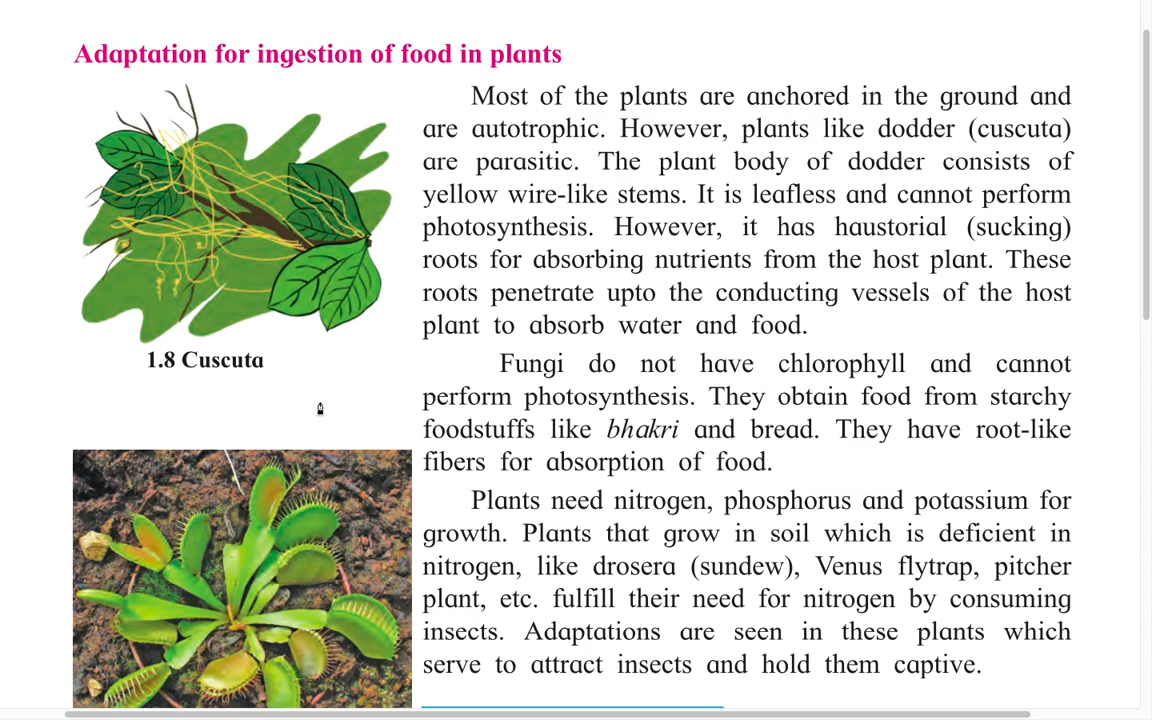 Adaptation for ingestion of food in plants
Most of the plants are anchored in the ground and
are autotrophic. However, plants like dodder (cuscuta)
are parasitic. The plant body of dodder consists of
yellow wire-like stems. It is leafless and cannot perform
photosynthesis. However, it has haustorial (sucking)
roots for absorbing nutrients from the host plant. These
roots penetrate upto the conducting vessels of the host
plant to absorb water and food.
1.8 Cuscuta
Fungi do not have chlorophyll and cannot
perform photosynthesis. They obtain food from starchy
foodstuffs like bhakri and bread. They have root-like
fibers for absorption of food.
Plants need nitrogen, phosphorus and potassium for
growth. Plants that grow in soil which is deficient in
nitrogen, like drosera (sundew), Venus flytrap, pitcher
plant, etc. fulfill their need for nitrogen by consuming
insects. Adaptations are seen in these plants which
serve to attract insects and hold them captive.